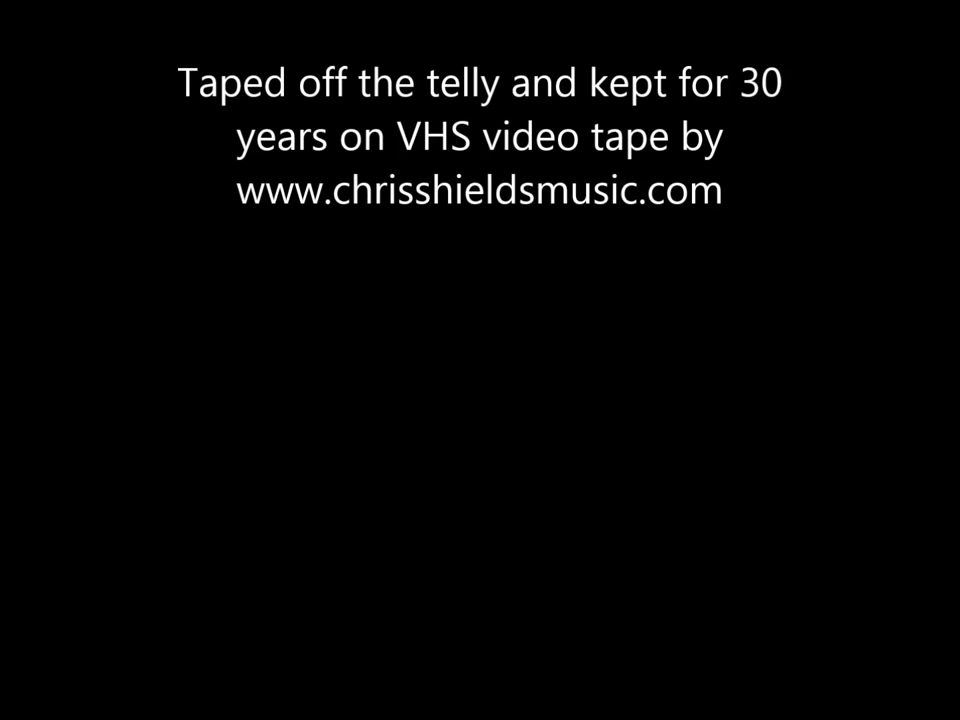 Taped off the telly and kept for 30
years on VHS video tape by
www.chrisshieldsmusic.com